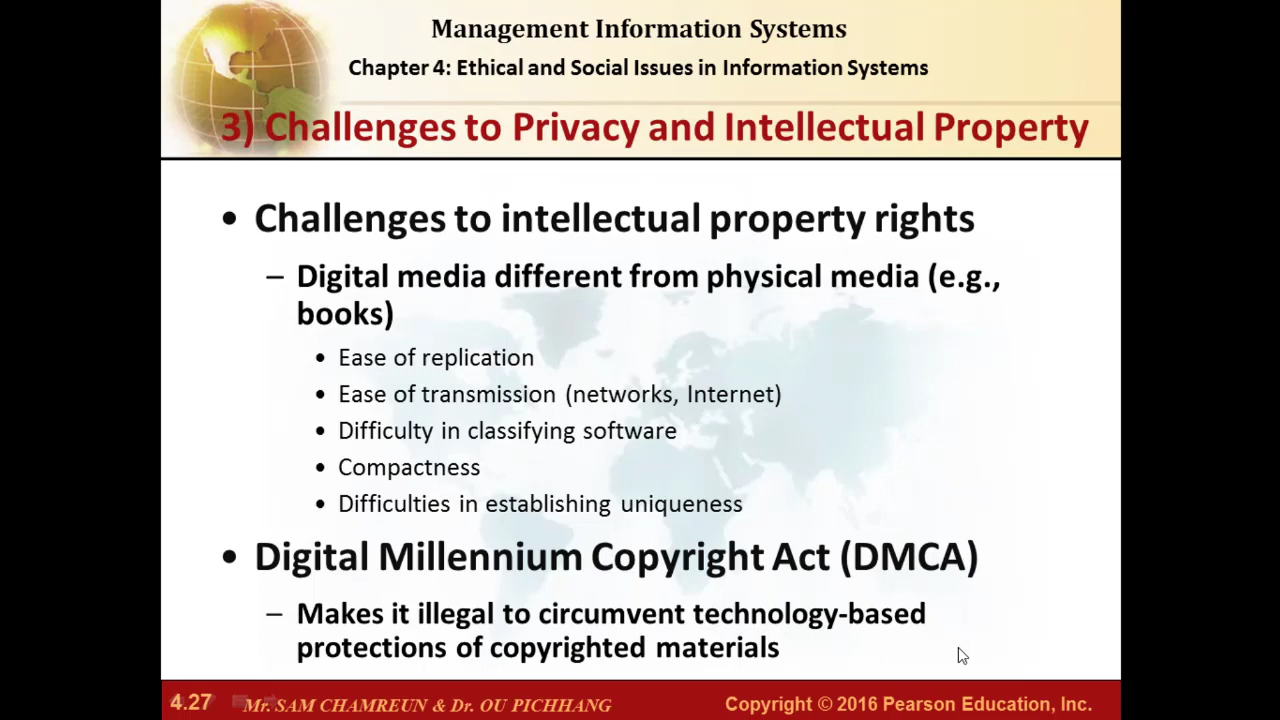 Management Information Systems
Chapter 4: Ethical and Social Issues in Information Systems
3) Challenges to Privacy and Intellectual Property
• Challenges to intellectual property rights
– Digital media different from physical media (e.g.,
books)
• Ease of replication
• Ease of transmission (networks, Internet)
• Difficulty in classifying software
• Compactness
• Difficulties in establishing uniqueness
• Digital Millennium Copyright Act (DMCA)
– Makes it illegal to circumvent technology-based
protections of copyrighted materials
4.27 Mr. SAM CHAMREUN & Dr. OU PICHHANG Copyright © 2016 Pearson Education, Inc.